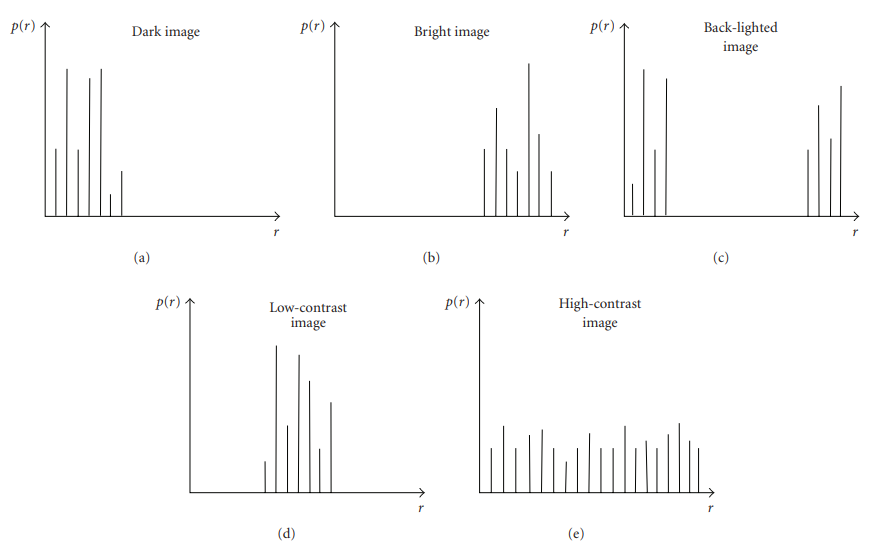 p(r)
Dark image
r
(a)
p(r)
Bright image
r
(b)
p(r)
Back-lighted
image
r
(c)
p(r)
Low-contrast
image
r
(d)
p(r)
High-contrast
image
r
(e)